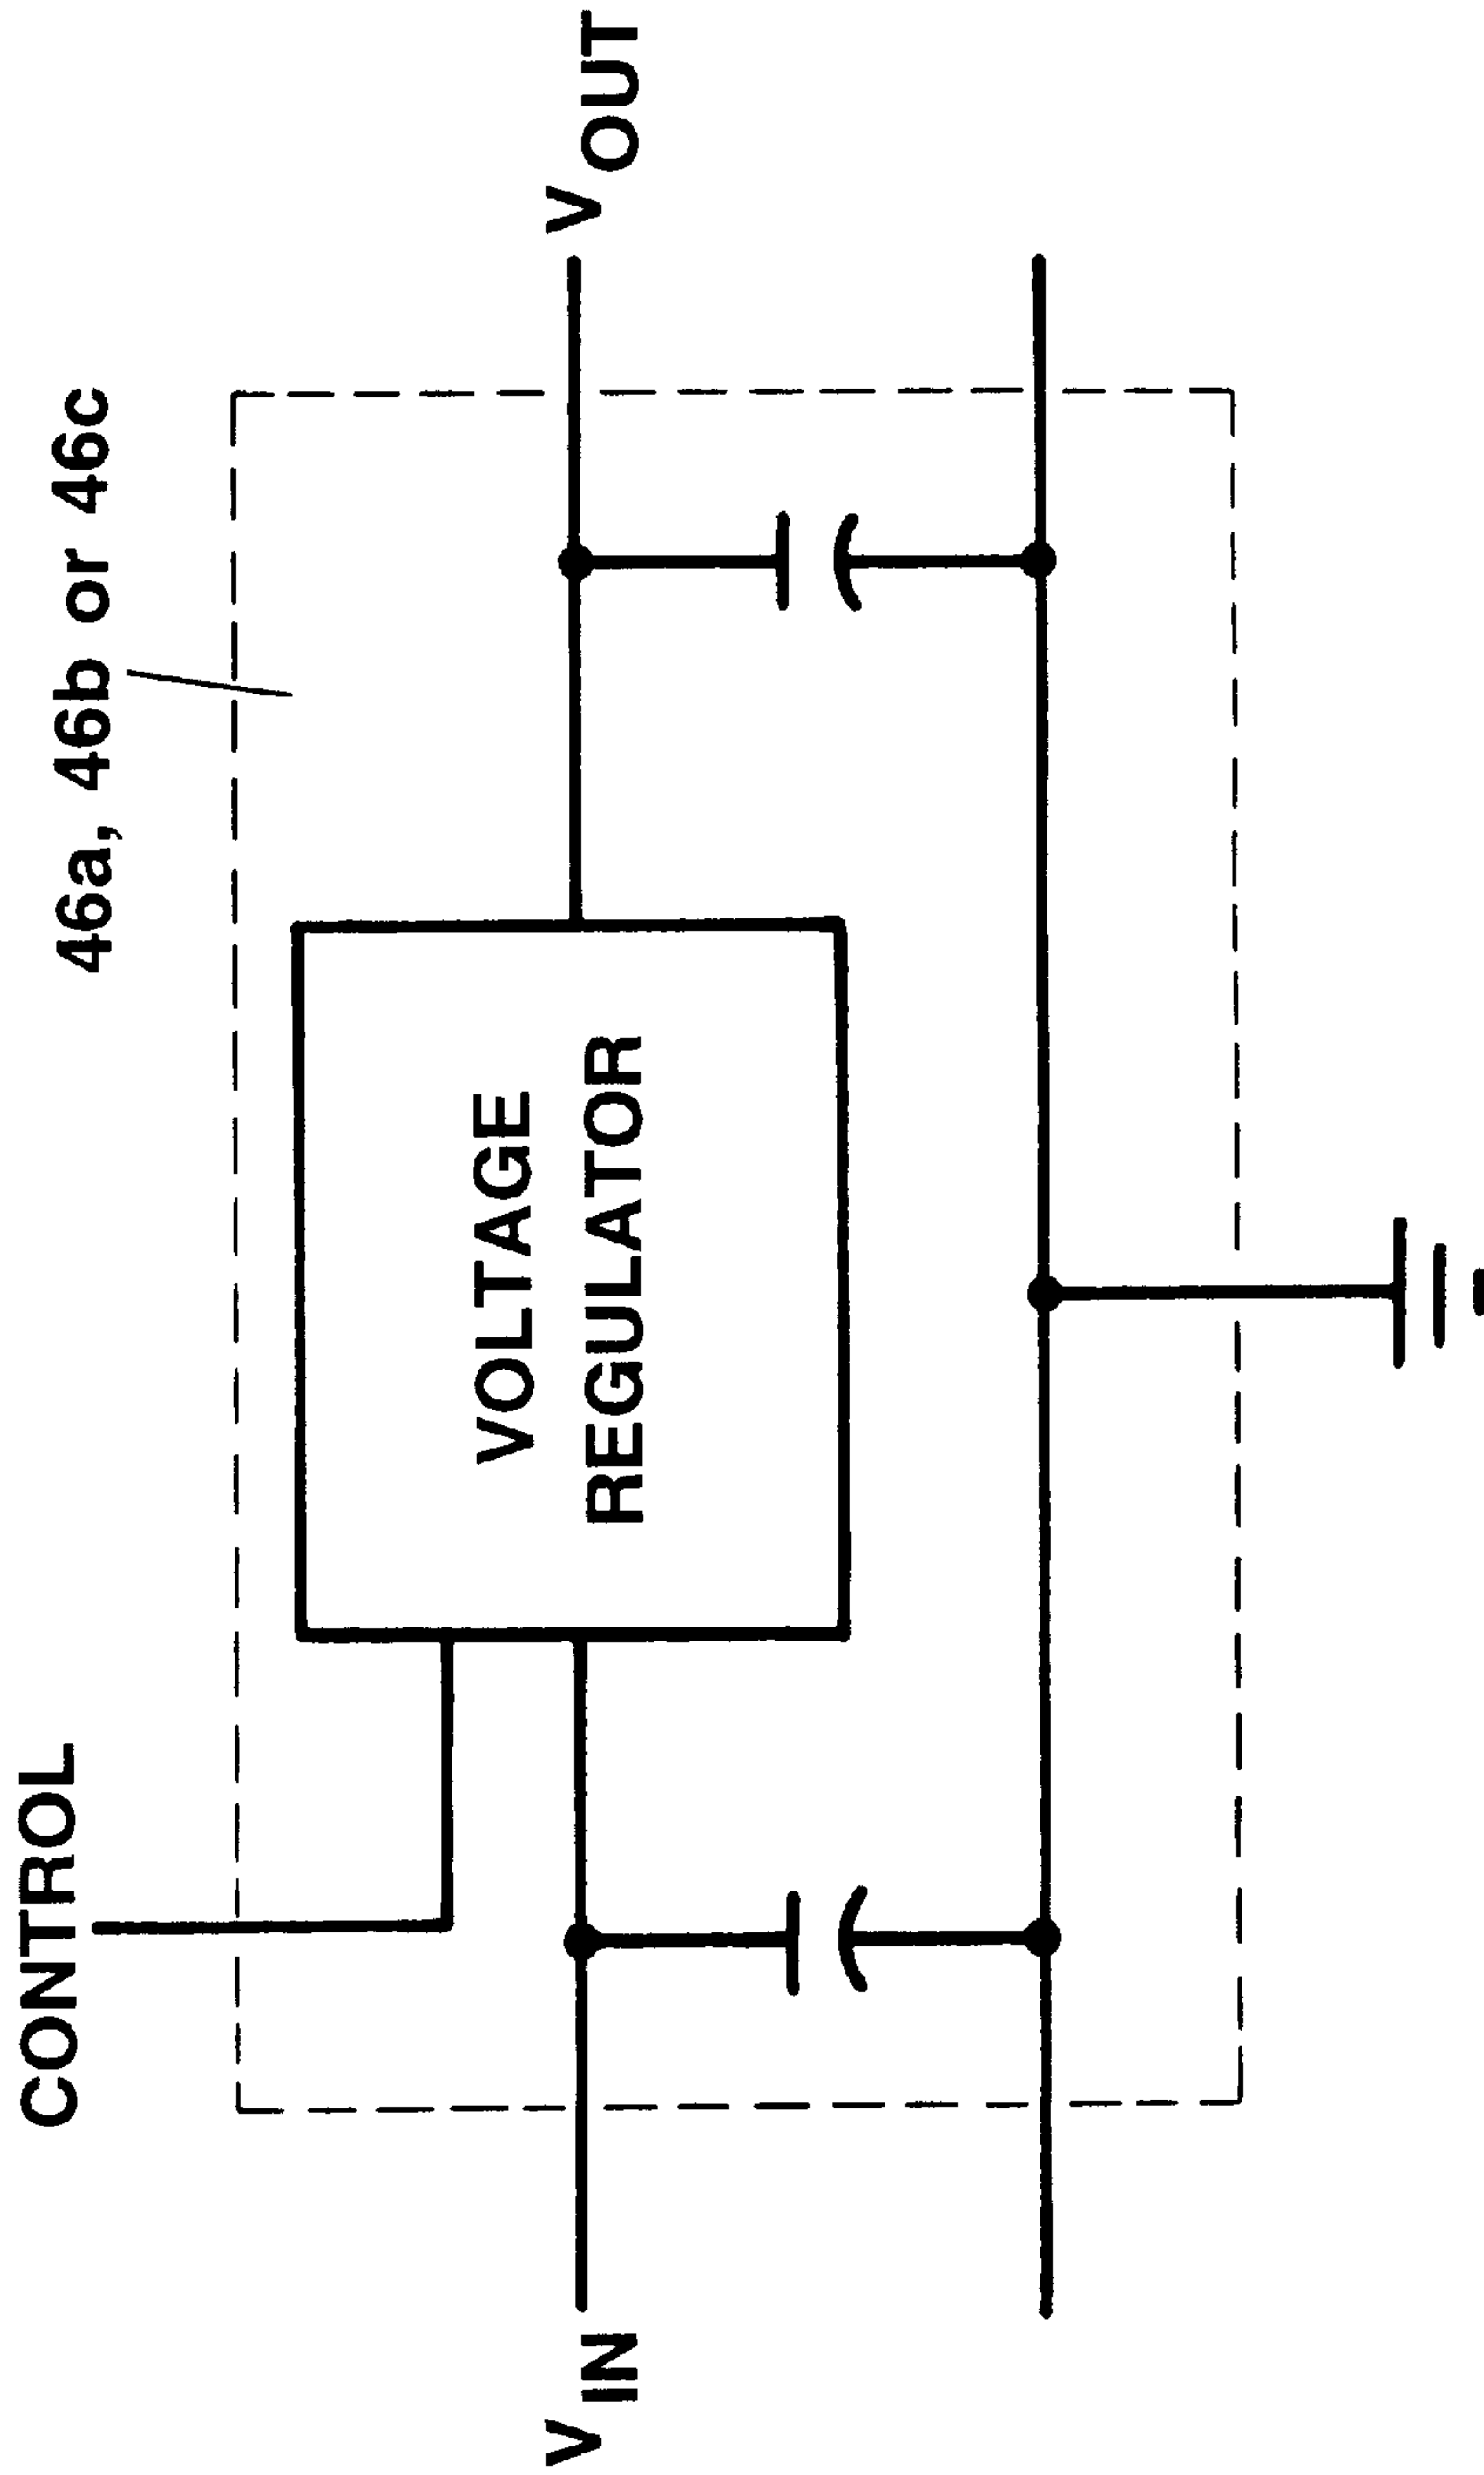 CONTROL
46a, 46b or 46c
VOLTAGE
REGULATOR
VIN
VOUT